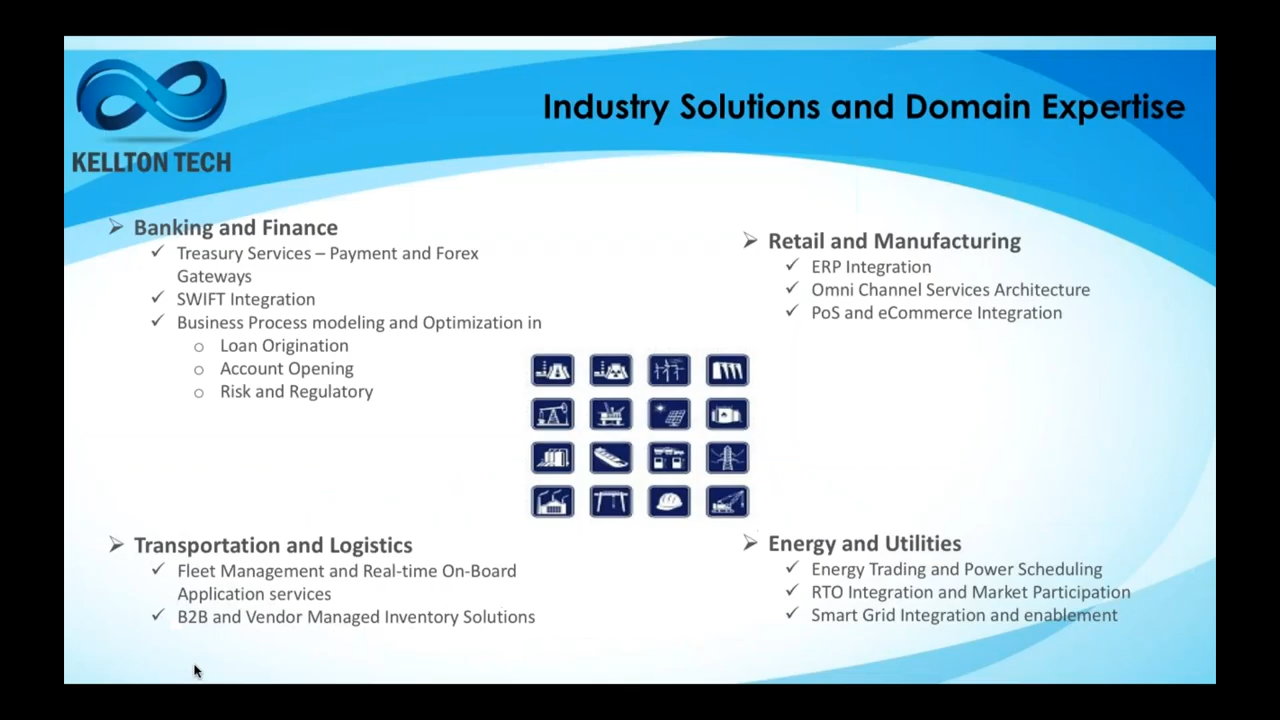 KELLTON TECH
Industry Solutions and Domain Expertise
Banking and Finance
Treasury Services – Payment and Forex
Gateways
SWIFT Integration
Business Process modeling and Optimization in
Loan Origination
Account Opening
Risk and Regulatory
Retail and Manufacturing
ERP Integration
Omni Channel Services Architecture
PoS and eCommerce Integration
Transportation and Logistics
Fleet Management and Real-time On-Board
Application services
B2B and Vendor Managed Inventory Solutions
Energy and Utilities
Energy Trading and Power Scheduling
RTO Integration and Market Participation
Smart Grid Integration and enablement